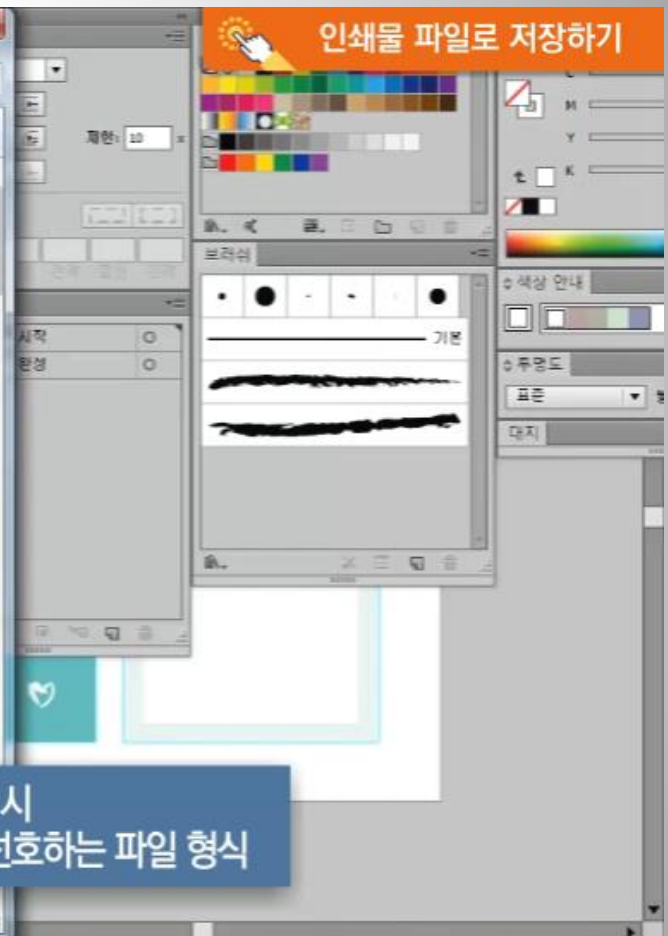 인쇄물 파일로 저장하기
제한: 10
M
Y
K
브러쉬
기본
색상 안내
시작
완성
투명도
표준
대지
시
선호하는 파일 형식